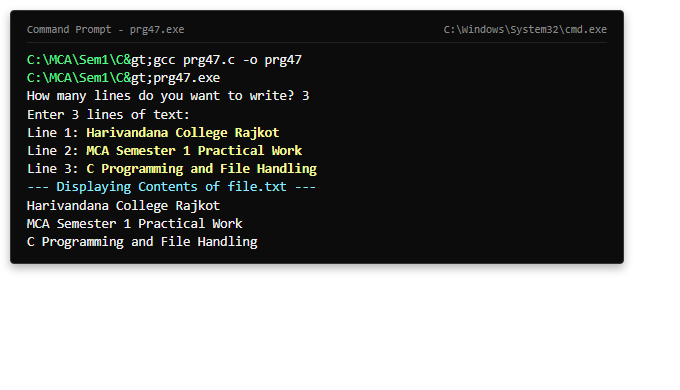 Command Prompt - prg47.exe C:\Windows\System32\cmd.exe
C:\MCA\Sem1\C&gt;gcc prg47.c -o prg47
C:\MCA\Sem1\C&gt;prg47.exe
How many lines do you want to write? 3
Enter 3 lines of text:
Line 1: Harivandana College Rajkot
Line 2: MCA Semester 1 Practical Work
Line 3: C Programming and File Handling
--- Displaying Contents of file.txt ---
Harivandana College Rajkot
MCA Semester 1 Practical Work
C Programming and File Handling